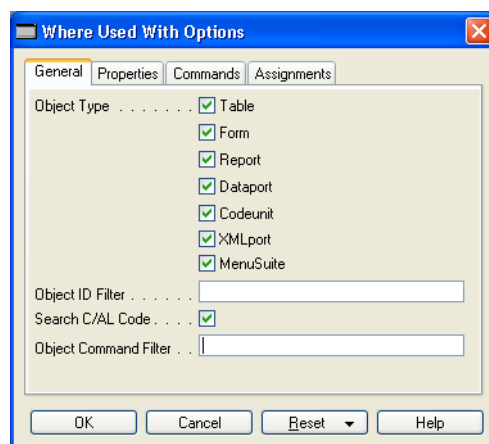 Where Used With Options
General Properties Commands Assignments
Object Type . . . . . . . Table
Form
Report
Dataport
Codeunit
XMLport
MenuSuite
Object ID Filter . . . . . .
Search C/AL Code . . . .
Object Command Filter . .
OK Cancel Reset Help